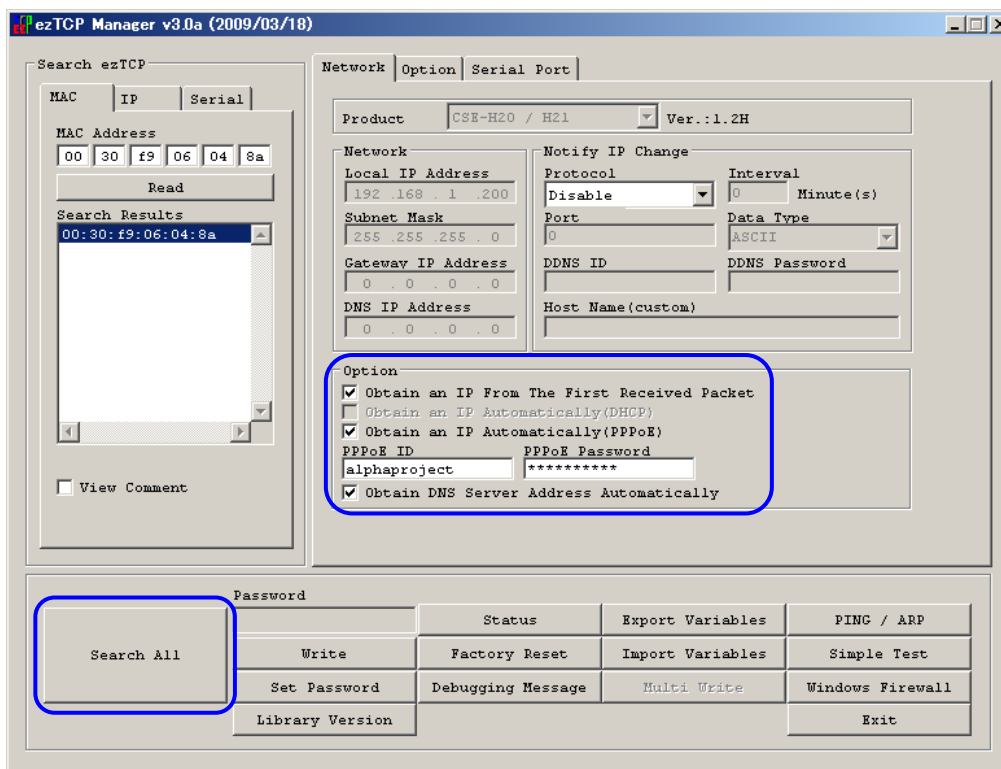 ezTCP Manager v3.0a (2009/03/18)
Search ezTCP
MAC IP Serial
MAC Address
00 30 f9 06 04 8a
Read
Search Results
00:30:f9:06:04:8a
View Comment
Network Option Serial Port
Product CSE-H20 / H21 Ver.:1.2H
Network
Local IP Address
192 .168 . 1 .200
Subnet Mask
255 .255 .255 . 0
Gateway IP Address
0 . 0 . 0 . 0
DNS IP Address
0 . 0 . 0 . 0
Notify IP Change
Protocol Interval
Disable 0 Minute(s)
Port Data Type
0 ASCII
DDNS ID DDNS Password
Host Name(custom)
Option
Obtain an IP From The First Received Packet
Obtain an IP Automatically(DHCP)
Obtain an IP Automatically(PPPoE)
PPPoE ID PPPoE Password
alphaproject **********
Obtain DNS Server Address Automatically
Password
Search All
Status Export Variables PING / ARP
Write Factory Reset Import Variables Simple Test
Set Password Debugging Message Multi Write Windows Firewall
Library Version Exit